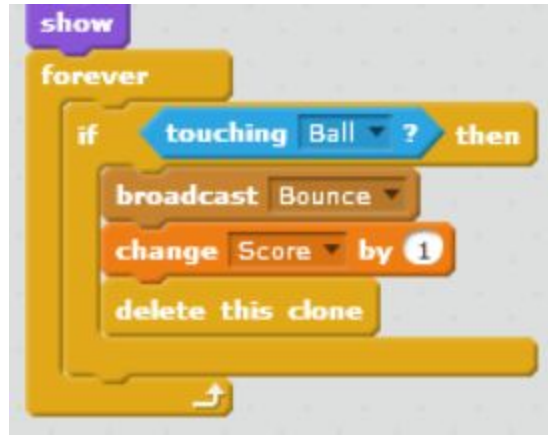 show
forever
if touching Ball ? then
broadcast Bounce
change Score by 1
delete this clone